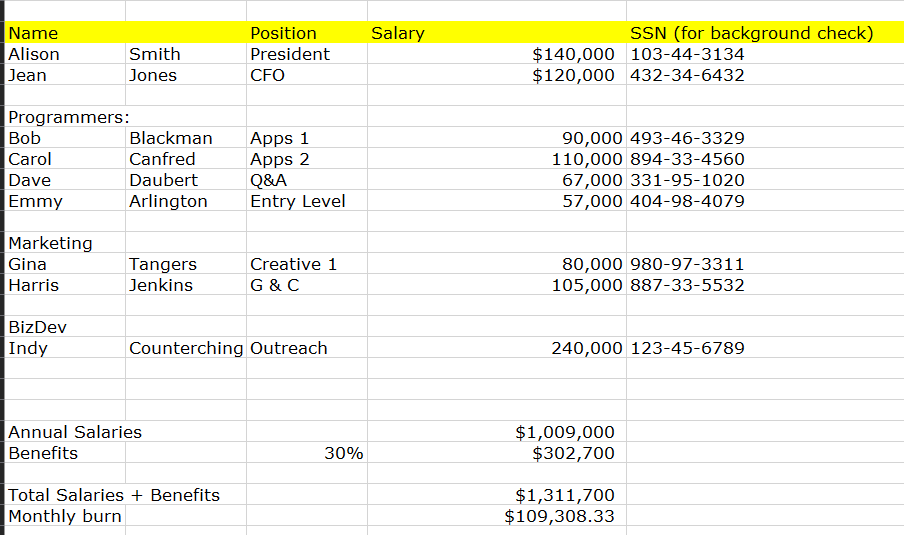 Name Position Salary SSN (for background check)
Alison Smith President $140,000 103-44-3134
Jean Jones CFO $120,000 432-34-6432
Programmers:
Bob Blackman Apps 1 90,000 493-46-3329
Carol Canfred Apps 2 110,000 894-33-4560
Dave Daubert Q&A 67,000 331-95-1020
Emmy Arlington Entry Level 57,000 404-98-4079
Marketing
Gina Tangers Creative 1 80,000 980-97-3311
Harris Jenkins G & C 105,000 887-33-5532
BizDev
Indy Counterching Outreach 240,000 123-45-6789
Annual Salaries $1,009,000
Benefits 30% $302,700
Total Salaries + Benefits $1,311,700
Monthly burn $109,308.33